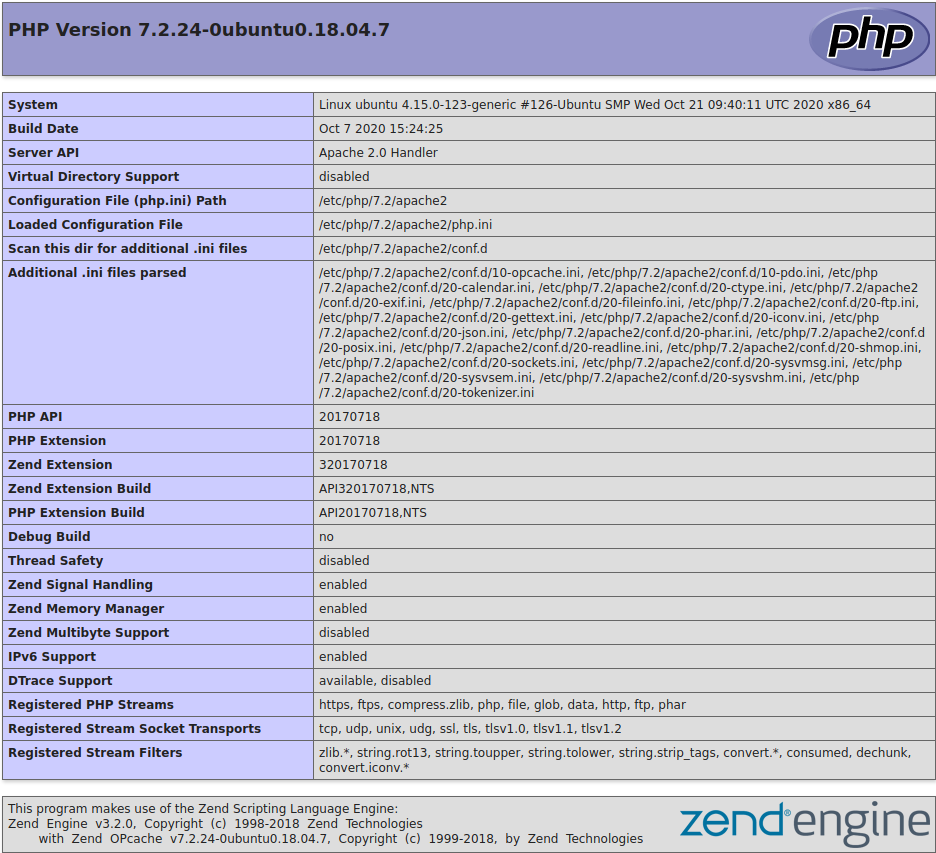 PHP Version 7.2.24-0ubuntu0.18.04.7
php
System Linux ubuntu 4.15.0-123-generic #126-Ubuntu SMP Wed Oct 21 09:40:11 UTC 2020 x86_64
Build Date Oct 7 2020 15:24:25
Server API Apache 2.0 Handler
Virtual Directory Support disabled
Configuration File (php.ini) Path /etc/php/7.2/apache2
Loaded Configuration File /etc/php/7.2/apache2/php.ini
Scan this dir for additional .ini files /etc/php/7.2/apache2/conf.d
Additional .ini files parsed /etc/php/7.2/apache2/conf.d/10-opcache.ini, /etc/php/7.2/apache2/conf.d/10-pdo.ini, /etc/php
/7.2/apache2/conf.d/20-calendar.ini, /etc/php/7.2/apache2/conf.d/20-ctype.ini, /etc/php/7.2/apache2
/conf.d/20-exif.ini, /etc/php/7.2/apache2/conf.d/20-fileinfo.ini, /etc/php/7.2/apache2/conf.d/20-ftp.ini,
/etc/php/7.2/apache2/conf.d/20-gettext.ini, /etc/php/7.2/apache2/conf.d/20-iconv.ini, /etc/php
/7.2/apache2/conf.d/20-json.ini, /etc/php/7.2/apache2/conf.d/20-phar.ini, /etc/php/7.2/apache2/conf.d
/20-posix.ini, /etc/php/7.2/apache2/conf.d/20-readline.ini, /etc/php/7.2/apache2/conf.d/20-shmop.ini,
/etc/php/7.2/apache2/conf.d/20-sockets.ini, /etc/php/7.2/apache2/conf.d/20-sysvmsg.ini, /etc/php
/7.2/apache2/conf.d/20-sysvsem.ini, /etc/php/7.2/apache2/conf.d/20-sysvshm.ini, /etc/php
/7.2/apache2/conf.d/20-tokenizer.ini
PHP API 20170718
PHP Extension 20170718
Zend Extension 320170718
Zend Extension Build API320170718,NTS
PHP Extension Build API20170718,NTS
Debug Build no
Thread Safety disabled
Zend Signal Handling enabled
Zend Memory Manager enabled
Zend Multibyte Support disabled
IPv6 Support enabled
DTrace Support available, disabled
Registered PHP Streams https, ftps, compress.zlib, php, file, glob, data, http, ftp, phar
Registered Stream Socket Transports tcp, udp, unix, udg, ssl, tls, tlsv1.0, tlsv1.1, tlsv1.2
Registered Stream Filters zlib.*, string.rot13, string.toupper, string.tolower, string.strip_tags, convert.*, consumed, dechunk,
convert.iconv.*
This program makes use of the Zend Scripting Language Engine:
Zend Engine v3.2.0, Copyright (c) 1998-2018 Zend Technologies
with Zend OPcache v7.2.24-0ubuntu0.18.04.7, Copyright (c) 1999-2018, by Zend Technologies
zend® engine